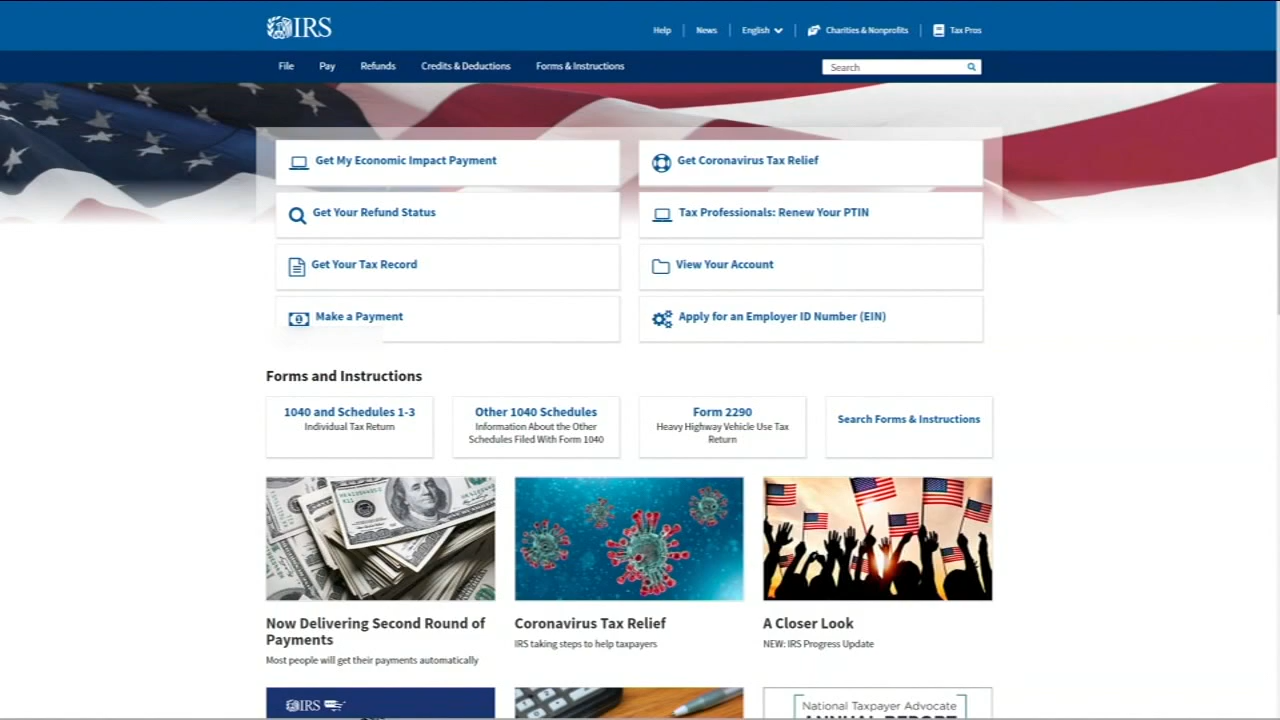 IRS
Help
News
English
Charities & Nonprofits
Tax Pros
File
Pay
Refunds
Credits & Deductions
Forms & Instructions
Search
Get My Economic Impact Payment
Get Coronavirus Tax Relief
Get Your Refund Status
Tax Professionals: Renew Your PTIN
Get Your Tax Record
View Your Account
Make a Payment
Apply for an Employer ID Number (EIN)
Forms and Instructions
1040 and Schedules 1-3
Individual Tax Return
Other 1040 Schedules
Information About the Other
Schedules Filed With Form 1040
Form 2290
Heavy Highway Vehicle Use Tax
Return
Search Forms & Instructions
Now Delivering Second Round of
Payments
Most people will get their payments automatically
Coronavirus Tax Relief
IRS taking steps to help taxpayers
A Closer Look
NEW: IRS Progress Update
IRS
National Taxpayer Advocate
ANNUAL REPORT